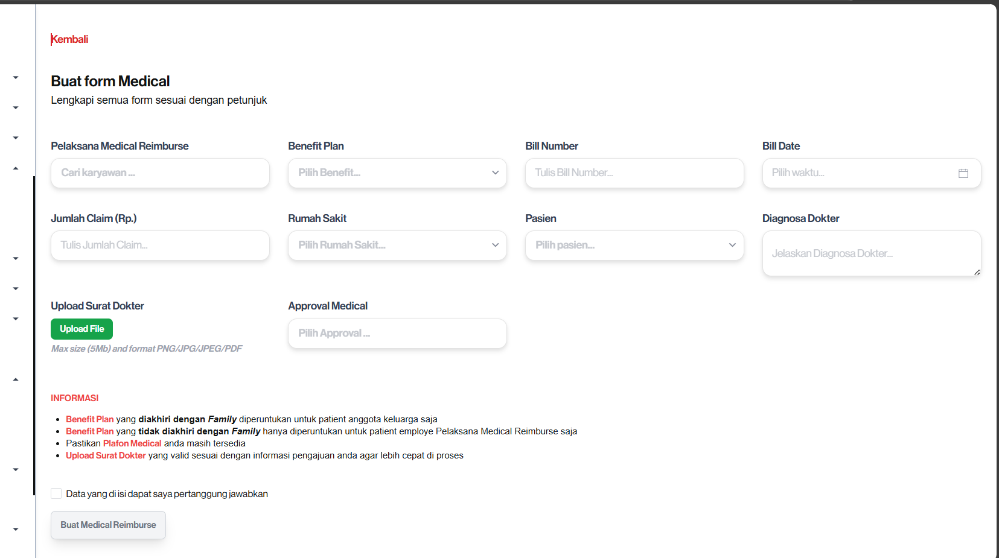 Kembali
Buat form Medical
Lengkapi semua form sesuai dengan petunjuk
Pelaksana Medical Reimburse
Cari karyawan ...
Benefit Plan
Pilih Benefit...
Bill Number
Tulis Bill Number...
Bill Date
Pilih waktu...
Jumlah Claim (Rp.)
Tulis Jumlah Claim...
Rumah Sakit
Pilih Rumah Sakit...
Pasien
Pilih pasien...
Diagnosa Dokter
Jelaskan Diagnosa Dokter...
Upload Surat Dokter
Upload File
Max size (5Mb) and format PNG/JPG/JPEG/PDF
Approval Medical
Pilih Approval ...
INFORMASI
Benefit Plan yang diakhiri dengan Family diperuntukan untuk patient anggota keluarga saja
Benefit Plan yang tidak diakhiri dengan Family hanya diperuntukan untuk patient employe Pelaksana Medical Reimburse saja
Pastikan Plafon Medical anda masih tersedia
Upload Surat Dokter yang valid sesuai dengan informasi pengajuan anda agar lebih cepat di proses
Data yang di isi dapat saya pertanggung jawabkan
Buat Medical Reimburse